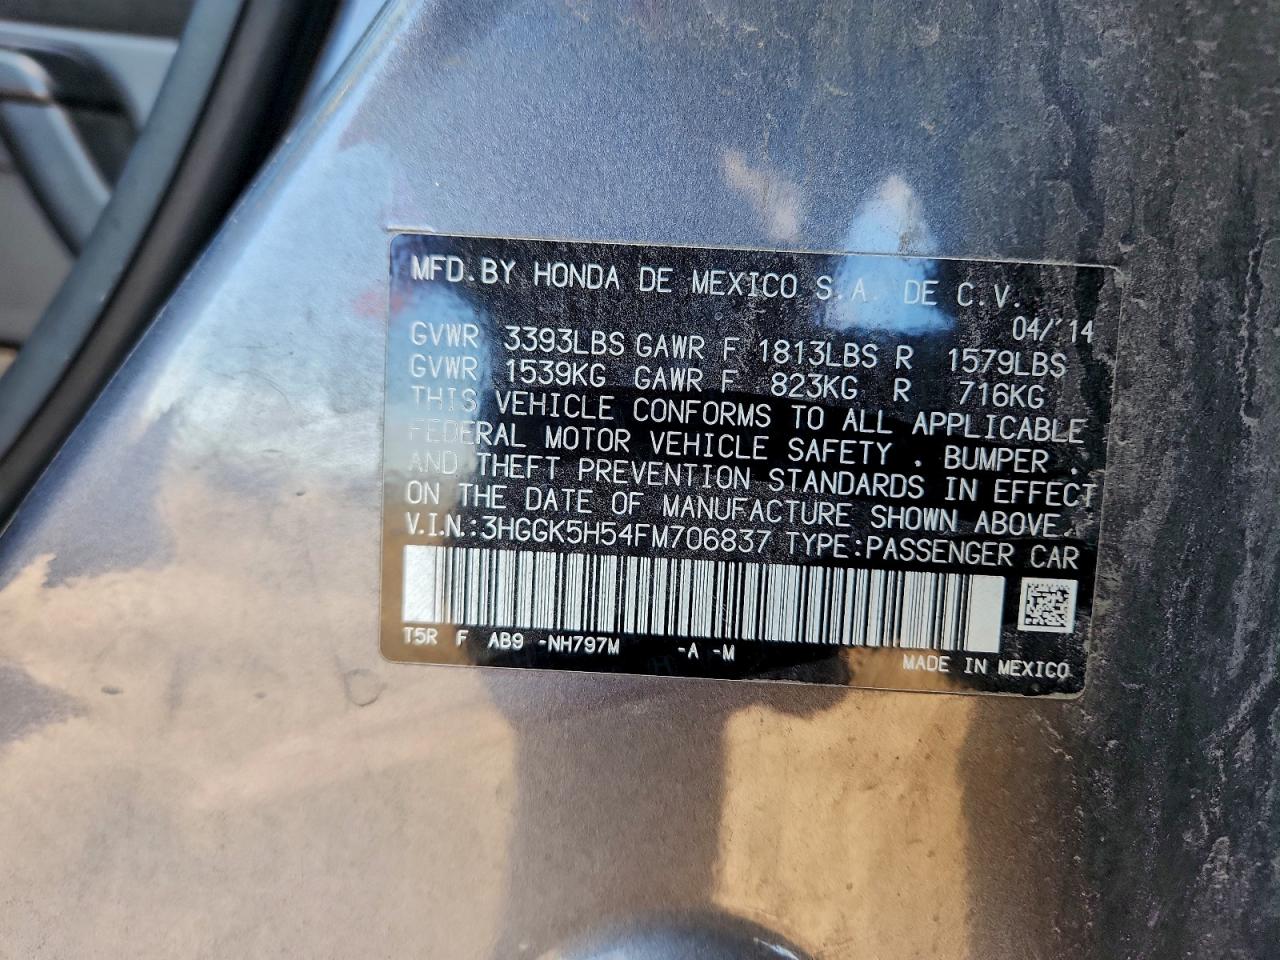 MFD.BY HONDA DE MEXICO S.A. DE C.V.
04/'14
GVWR 3393LBS GAWR F 1813LBS R 1579LBS
GVWR 1539KG GAWR F 823KG R 716KG
THIS VEHICLE CONFORMS TO ALL APPLICABLE
FEDERAL MOTOR VEHICLE SAFETY , BUMPER ,
AND THEFT PREVENTION STANDARDS IN EFFECT
ON THE DATE OF MANUFACTURE SHOWN ABOVE.
V.I.N.:3HGGK5H54FM706837 TYPE:PASSENGER CAR
T5R F AB9 -NH797M -A -M
MADE IN MEXICO